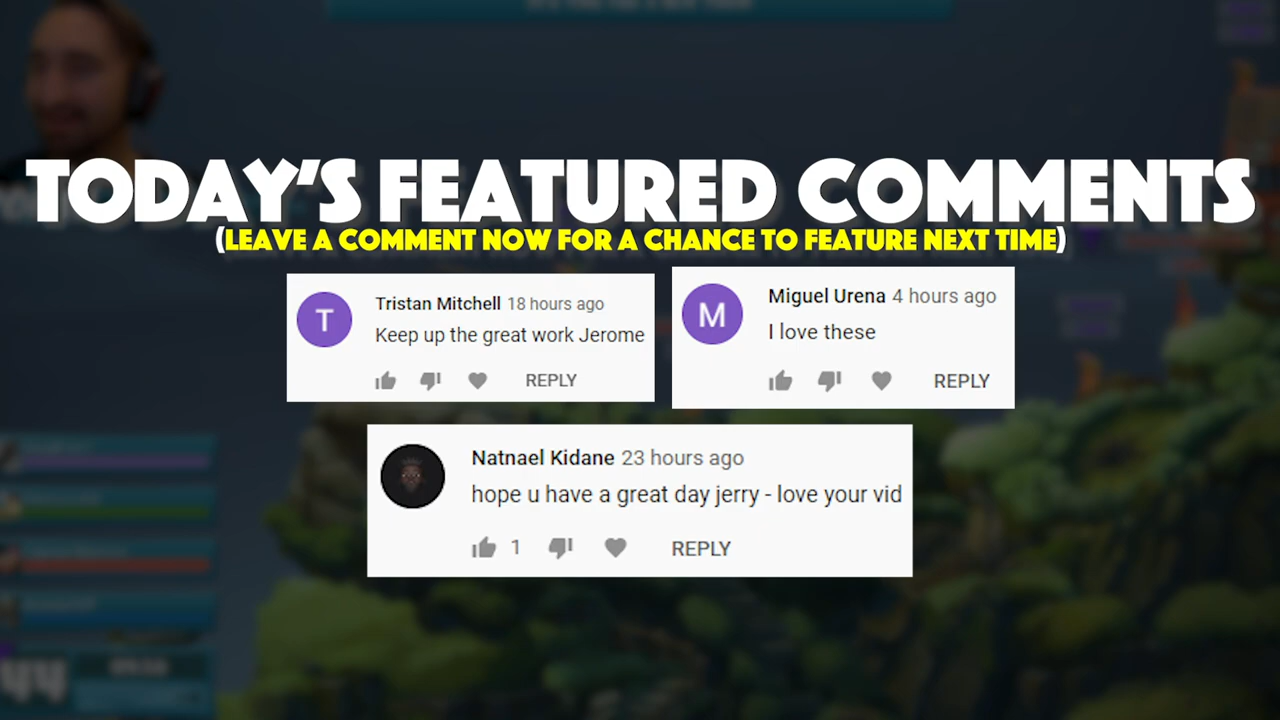 TODAY'S FEATURED COMMENTS
(LEAVE A COMMENT NOW FOR A CHANCE TO FEATURE NEXT TIME)
Tristan Mitchell 18 hours ago
Keep up the great work Jerome
REPLY
Miguel Urena 4 hours ago
I love these
REPLY
Natnael Kidane 23 hours ago
hope u have a great day jerry - love your vid
1 REPLY
44